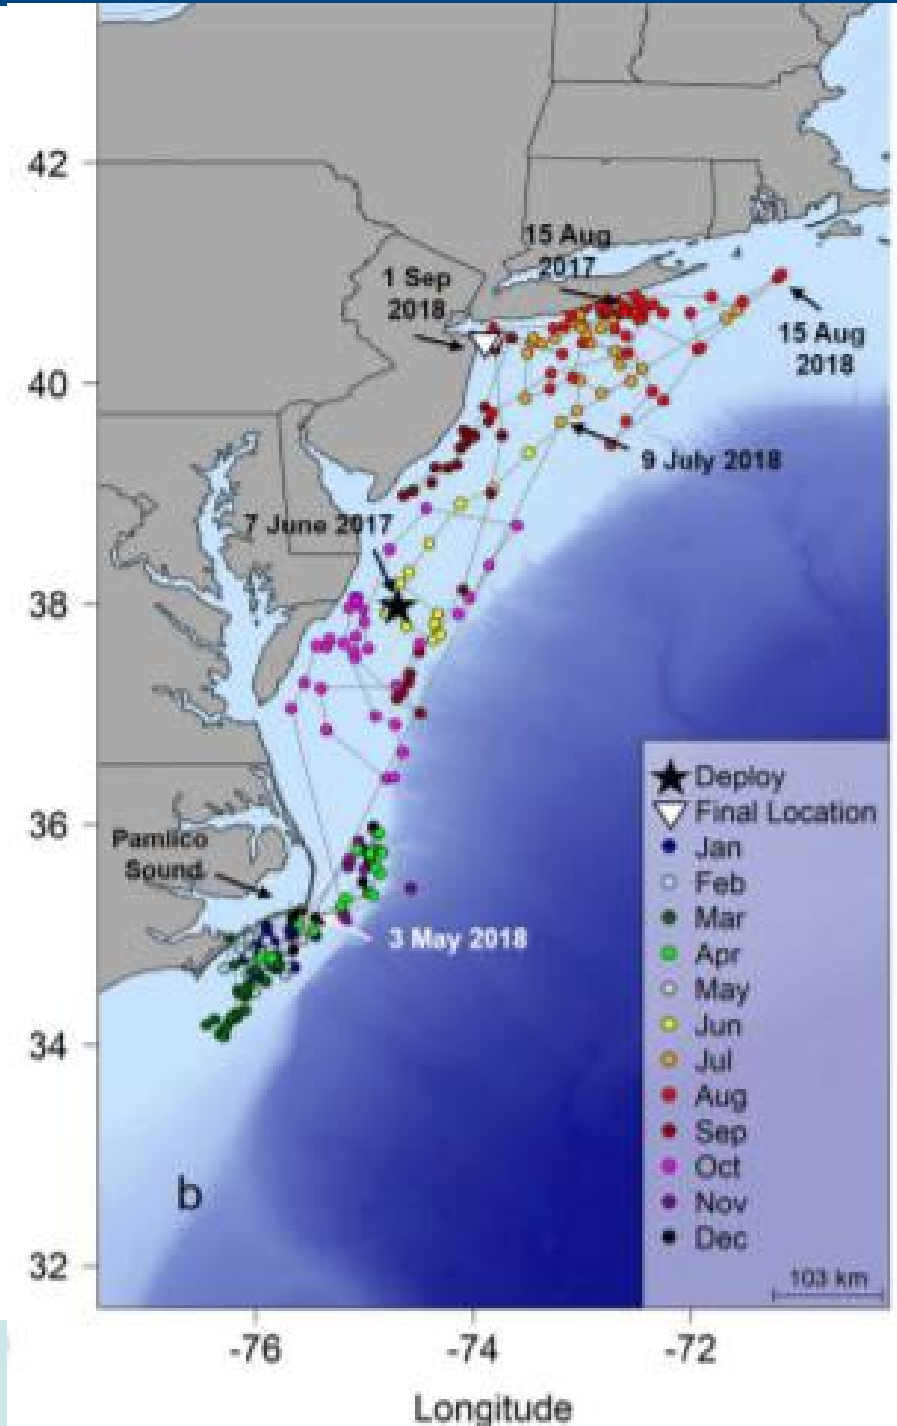 42
40
38
36
34
32
15 Aug
2017
1 Sep
2018
15 Aug
2018
9 July 2018
7 June 2017
Pamlico
Sound
3 May 2018
Deploy
Final Location
Jan
Feb
Mar
Apr
May
Jun
Jul
Aug
Sep
Oct
Nov
Dec
103 km
b
-76
-74
-72
Longitude